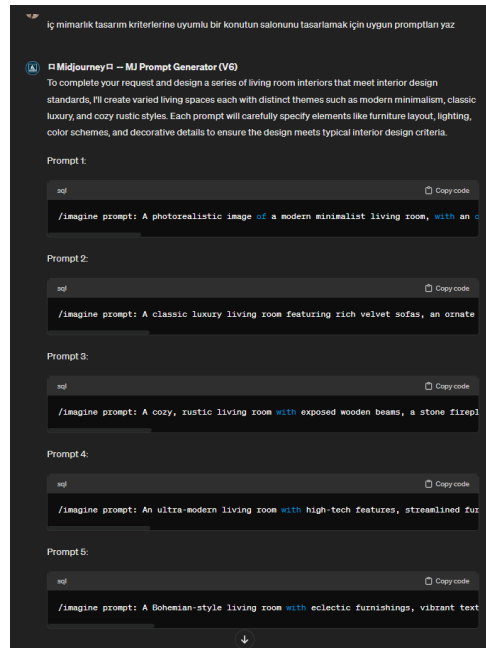 iç mimarlık tasarım kriterlerine uyumlu bir konutun salonunu tasarlamak için uygun promptları yaz
Midjourney — MJ Prompt Generator (V6)
To complete your request and design a series of living room interiors that meet interior design
standards, I'll create varied living spaces each with distinct themes such as modern minimalism, classic
luxury, and cozy rustic styles. Each prompt will carefully specify elements like furniture layout, lighting,
color schemes, and decorative details to ensure the design meets typical interior design criteria.
Prompt 1:
sql Copy code
/imagine prompt: A photorealistic image of a modern minimalist living room, with an
Prompt 2:
sql Copy code
/imagine prompt: A classic luxury living room featuring rich velvet sofas, an ornate
Prompt 3:
sql Copy code
/imagine prompt: A cozy, rustic living room with exposed wooden beams, a stone firepl
Prompt 4:
sql Copy code
/imagine prompt: An ultra-modern living room with high-tech features, streamlined fur
Prompt 5:
sql Copy code
/imagine prompt: A Bohemian-style living room with eclectic furnishings, vibrant text